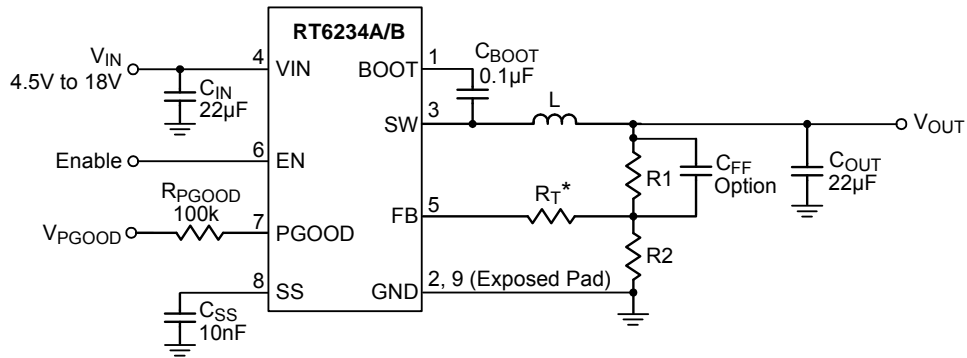 RT6234A/B
VIN
4.5V to 18V
4
VIN
CIN
22µF
BOOT
1
CBOOT
0.1µF
SW
3
L
VOUT
Enable
6
EN
R1
CFF
Option
COUT
22µF
RPGOOD
100k
VPGOOD
7
PGOOD
FB
5
RT*
R2
8
SS
CSS
10nF
GND
2, 9 (Exposed Pad)